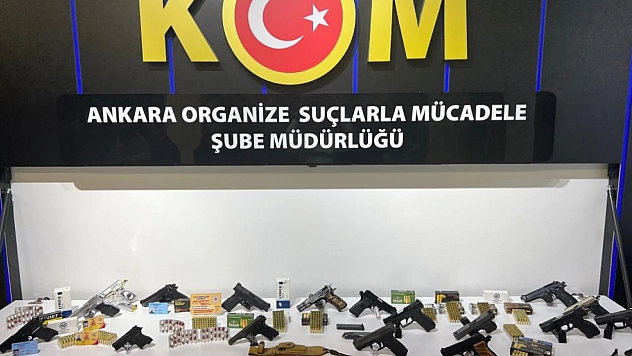 KOM
ANKARA ORGANİZE SUÇLARLA MÜCADELE
ŞUBE MÜDÜRLÜĞÜ